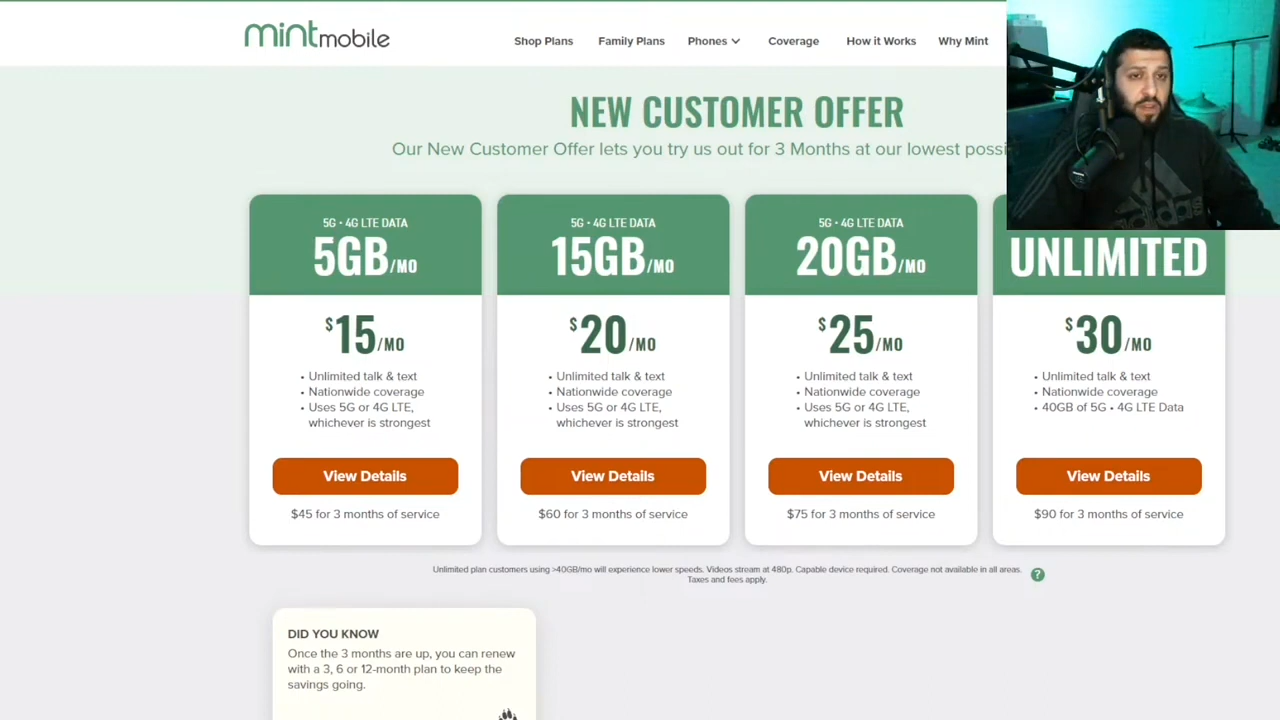 mintmobile
Shop Plans
Family Plans
Phones
Coverage
How it Works
Why Mint
NEW CUSTOMER OFFER
Our New Customer Offer lets you try us out for 3 Months at our lowest
5G • 4G LTE DATA
5GB/MO
$15/MO
• Unlimited talk & text
• Nationwide coverage
• Uses 5G or 4G LTE,
whichever is strongest
View Details
$45 for 3 months of service
5G • 4G LTE DATA
15GB/MO
$20/MO
• Unlimited talk & text
• Nationwide coverage
• Uses 5G or 4G LTE,
whichever is strongest
View Details
$60 for 3 months of service
5G • 4G LTE DATA
20GB/MO
$25/MO
• Unlimited talk & text
• Nationwide coverage
• Uses 5G or 4G LTE,
whichever is strongest
View Details
$75 for 3 months of service
UNLIMITED
$30/MO
• Unlimited talk & text
• Nationwide coverage
• 40GB of 5G • 4G LTE Data
View Details
$90 for 3 months of service
Unlimited plan customers using >40GB/mo will experience lower speeds. Videos stream at 480p. Capable device required. Coverage not available in all areas.
Taxes and fees apply.
?
DID YOU KNOW
Once the 3 months are up, you can renew
with a 3, 6 or 12-month plan to keep the
savings going.
adidas